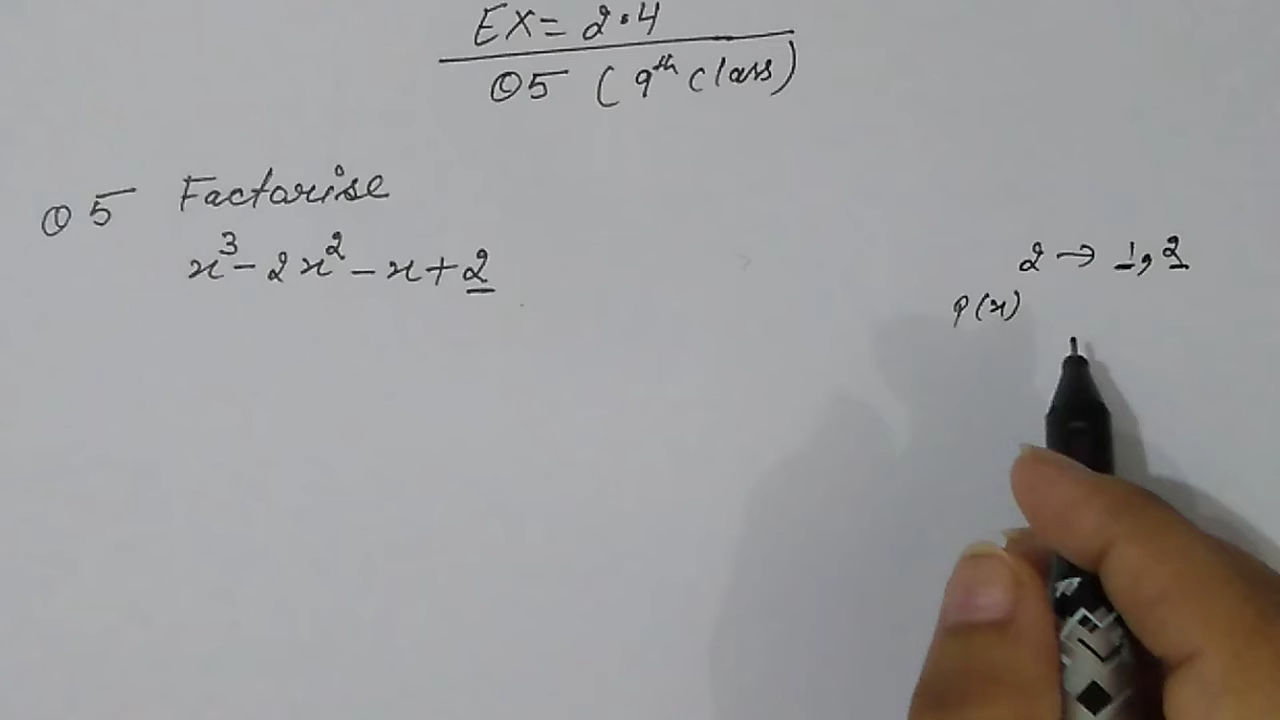 EX = 2.4
Q5 (9th class)
Q5 Factorise
x³ - 2x² - x + 2
2 → 1, 2
p(x)